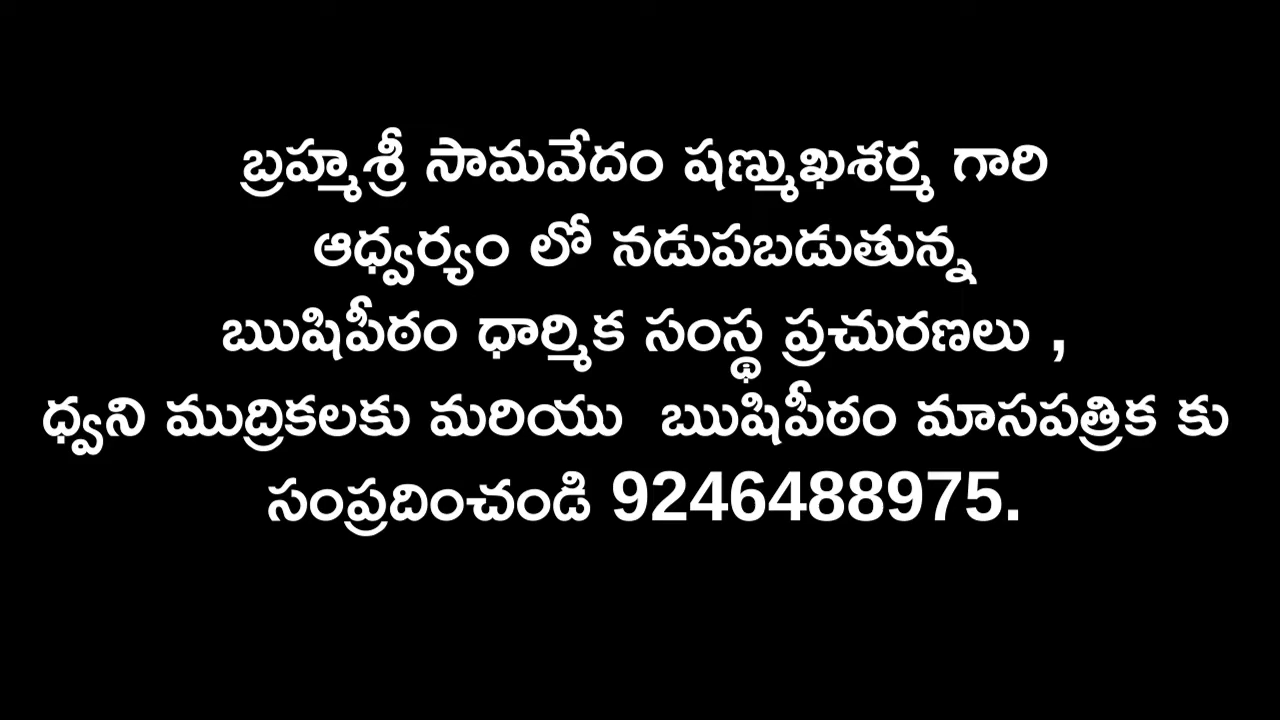 బ్రహ్మశ్రీ సామవేదం షణ్ముఖశర్మ గారి
ఆధ్వర్యం లో నడుపబడుతున్న
ఋషిపీఠం ధార్మిక సంస్థ ప్రచురణలు ,
ధ్వని ముద్రికలకు మరియు ఋషిపీఠం మాసపత్రిక కు
సంప్రదించండి 9246488975.